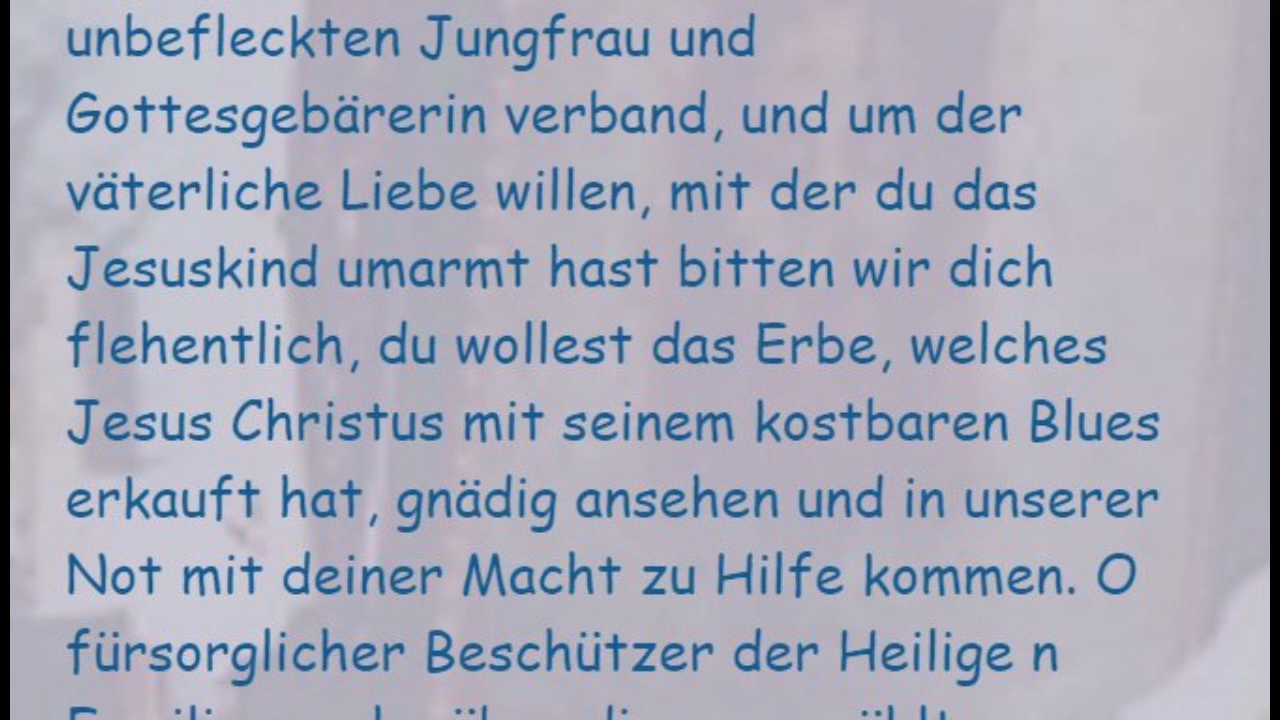 unbefleckten Jungfrau und
Gottesgebärerin verband, und um der
väterliche Liebe willen, mit der du das
Jesuskind umarmt hast bitten wir dich
flehentlich, du wollest das Erbe, welches
Jesus Christus mit seinem kostbaren Blues
erkauft hat, gnädig ansehen und in unserer
Not mit deiner Macht zu Hilfe kommen. O
fürsorglicher Beschützer der Heilige n